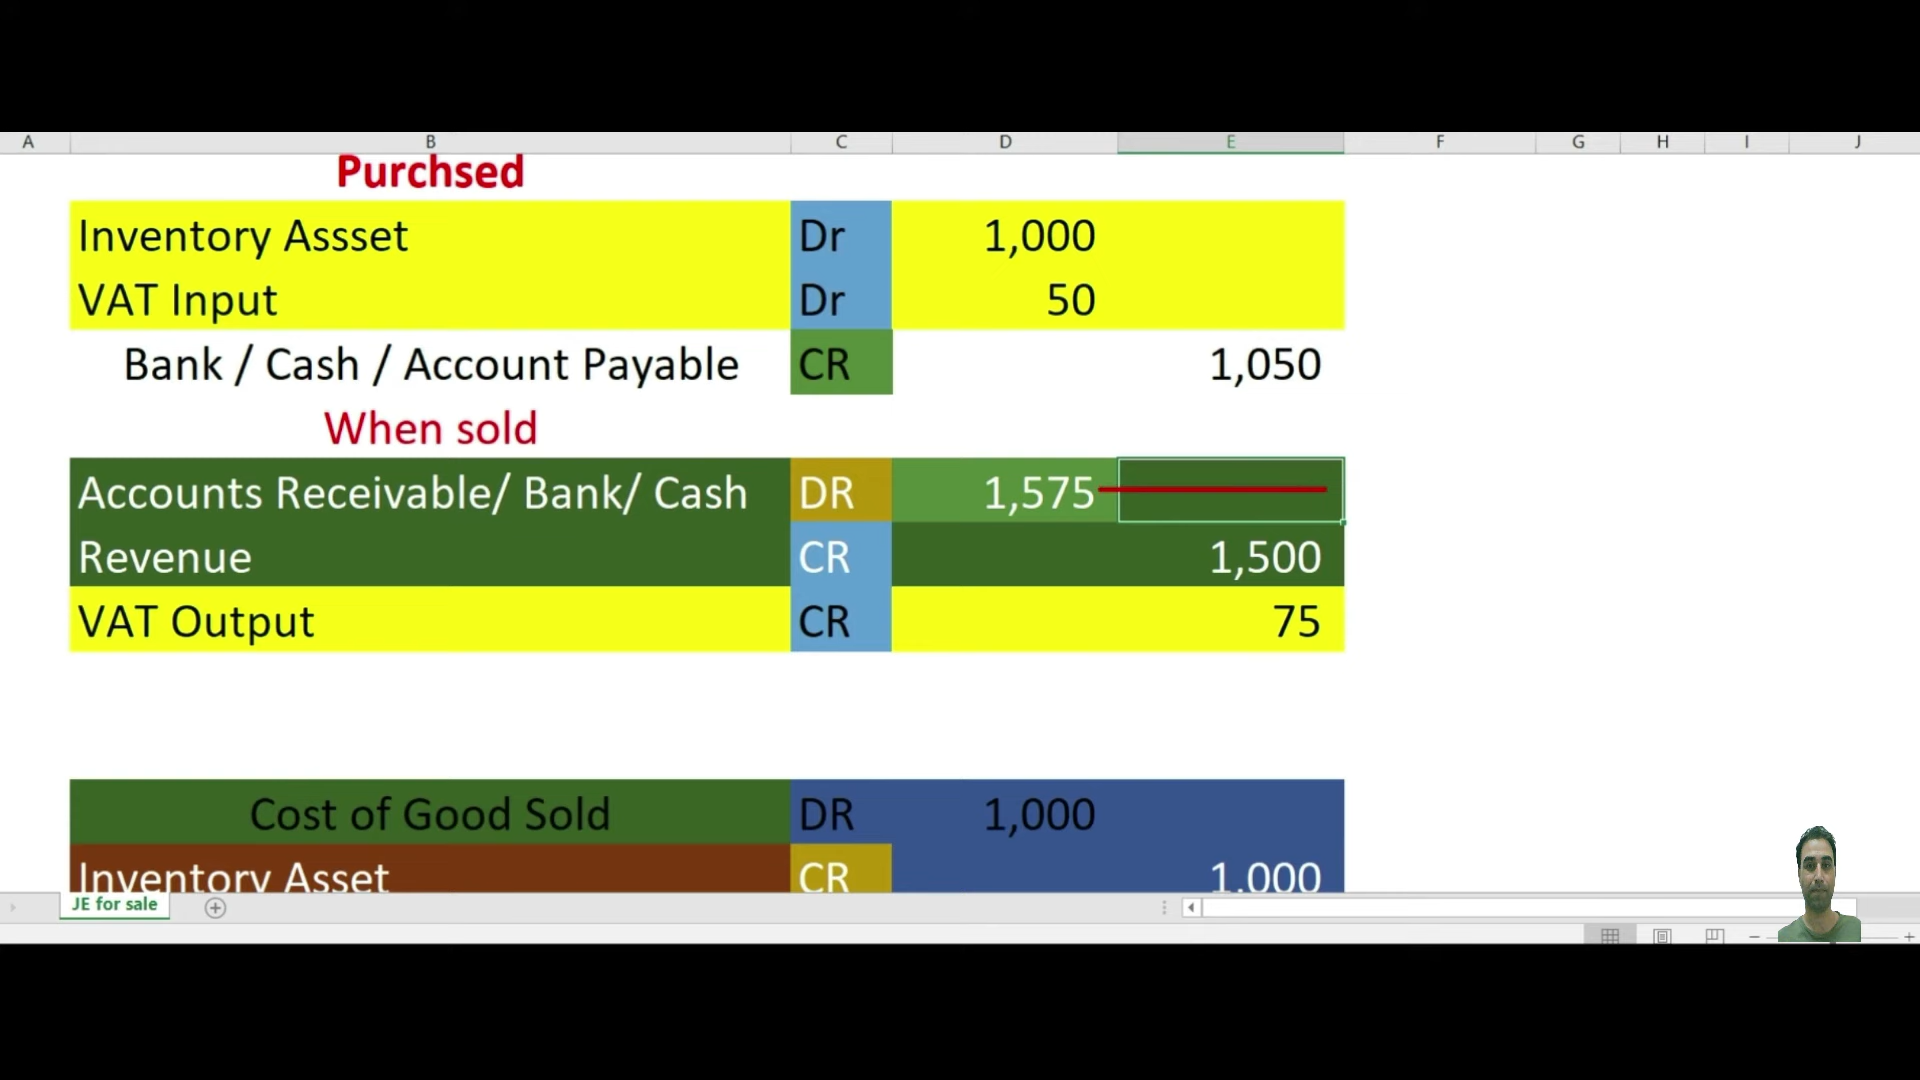 A B C D E F G H I J
Purchsed
Inventory Assset Dr 1,000
VAT Input Dr 50
Bank / Cash / Account Payable CR 1,050
When sold
Accounts Receivable/ Bank/ Cash DR 1,575
Revenue CR 1,500
VAT Output CR 75
Cost of Good Sold DR 1,000
Inventory Asset CR 1,000
JE for sale